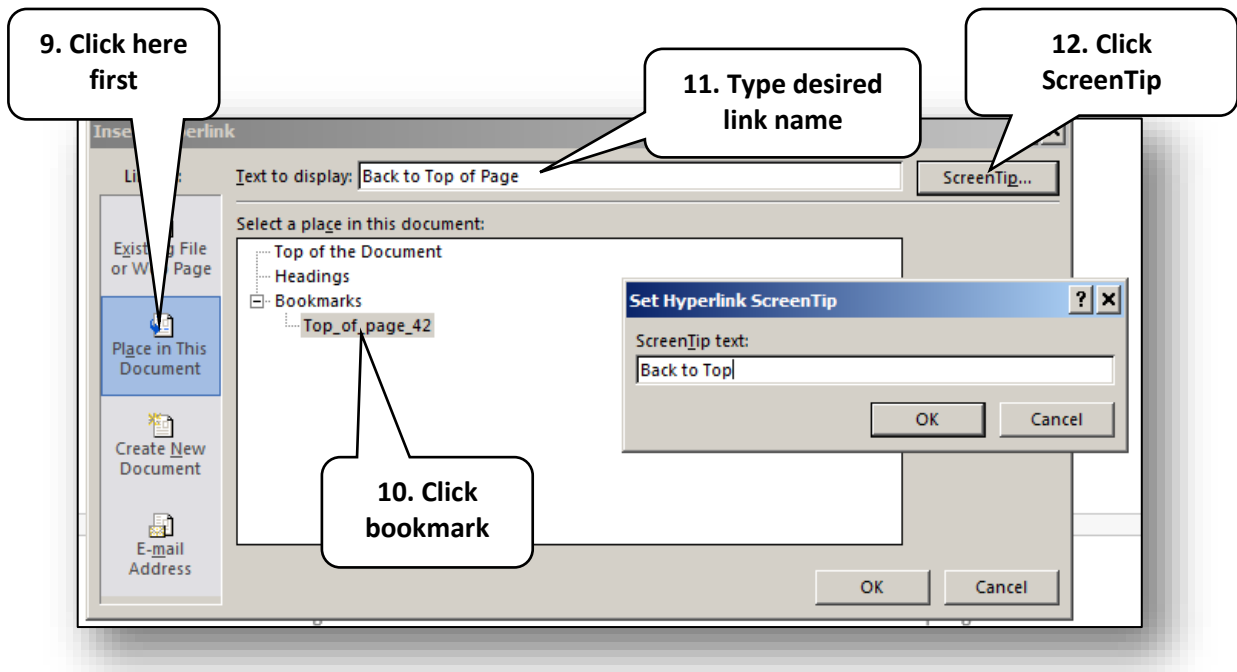 9. Click here
first
12. Click
ScreenTip
11. Type desired
link name
Text to display: Back to Top of Page
ScreenTip...
Select a place in this document:
or Page
Top of the Document
Headings
Bookmarks
Top_of_page_42
Place in This
Document
Create New
Document
E-mail
Address
10. Click
bookmark
Set Hyperlink ScreenTip
ScreenTip text:
Back to Top
OK Cancel
OK Cancel